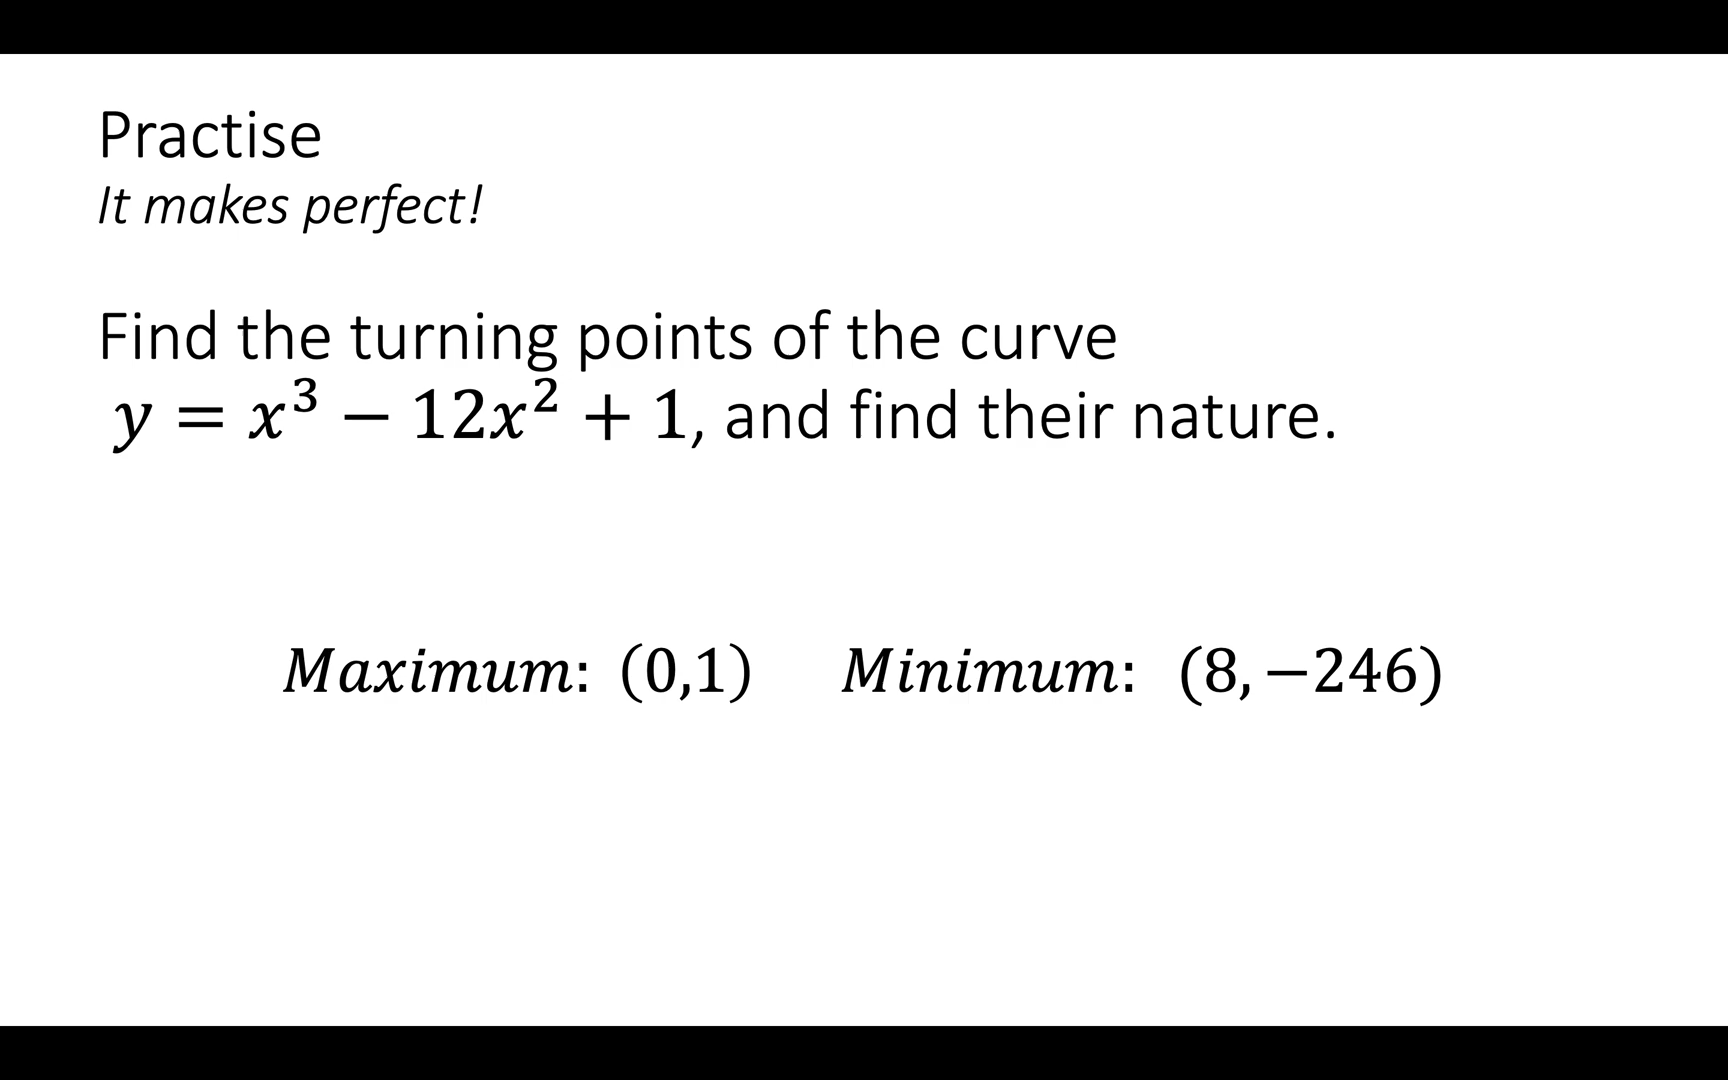 Practise
It makes perfect!
Find the turning points of the curve
y = x³ − 12x² + 1, and find their nature.
Maximum: (0,1) Minimum: (8, −246)